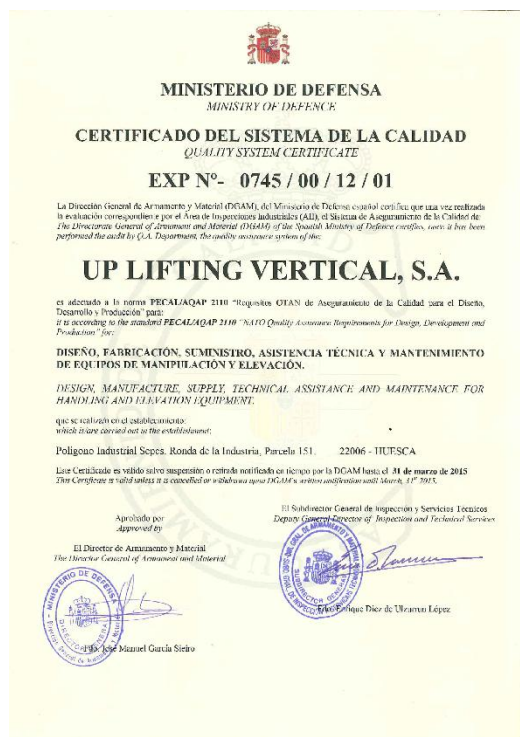 MINISTERIO DE DEFENSA
MINISTRY OF DEFENCE
CERTIFICADO DEL SISTEMA DE LA CALIDAD
QUALITY SYSTEM CERTIFICATE
EXP Nº- 0745 / 00 / 12 / 01
La Dirección General de Armamento y Material (DGAM), del Ministerio de Defensa español certifica que una vez realizada
la evaluación correspondiente por el Área de Inspecciones Industriales (AII), el Sistema de Aseguramiento de la Calidad de:
The Directorate General of Armament and Material (DGAM) of the Spanish Ministry of Defence certifies, once it has been
performed the audit by Q.A. Department, the quality assurance system of the:
UP LIFTING VERTICAL, S.A.
es adecuado a la norma PECAL/AQAP 2110 "Requisitos OTAN de Aseguramiento de la Calidad para el Diseño,
Desarrollo y Producción" para:
it is according to the standard PECAL/AQAP 2110 "NATO Quality Assurance Requirements for Design, Development and
Production" for:
DISEÑO, FABRICACIÓN, SUMINISTRO, ASISTENCIA TÉCNICA Y MANTENIMIENTO
DE EQUIPOS DE MANIPULACIÓN Y ELEVACIÓN.
DESIGN, MANUFACTURE, SUPPLY, TECHNICAL ASSISTANCE AND MAINTENANCE FOR
HANDLING AND ELEVATION EQUIPMENT.
que se realizan en el establecimiento:
which is/are carried out in the establishment:
Polígono Industrial Sepes. Ronda de la Industria, Parcela 151. 22006 - HUESCA
Este Certificado es válido salvo suspensión o retirada notificada en tiempo por la DGAM hasta el 31 de marzo de 2015
This Certificate is valid unless it is cancelled or withdrawn upon DGAM's written notification until March, 31st 2015.
El Subdirector General de Inspección y Servicios Técnicos
Deputy General Director of Inspection and Technical Services
Aprobado por
Approved by
El Director de Armamento y Material
The Director General of Armament and Material
MINISTERIO DE DEFENSA
Fdo. Enrique Díez de Ulzurrun López
Fdo. José Manuel García Sieiro